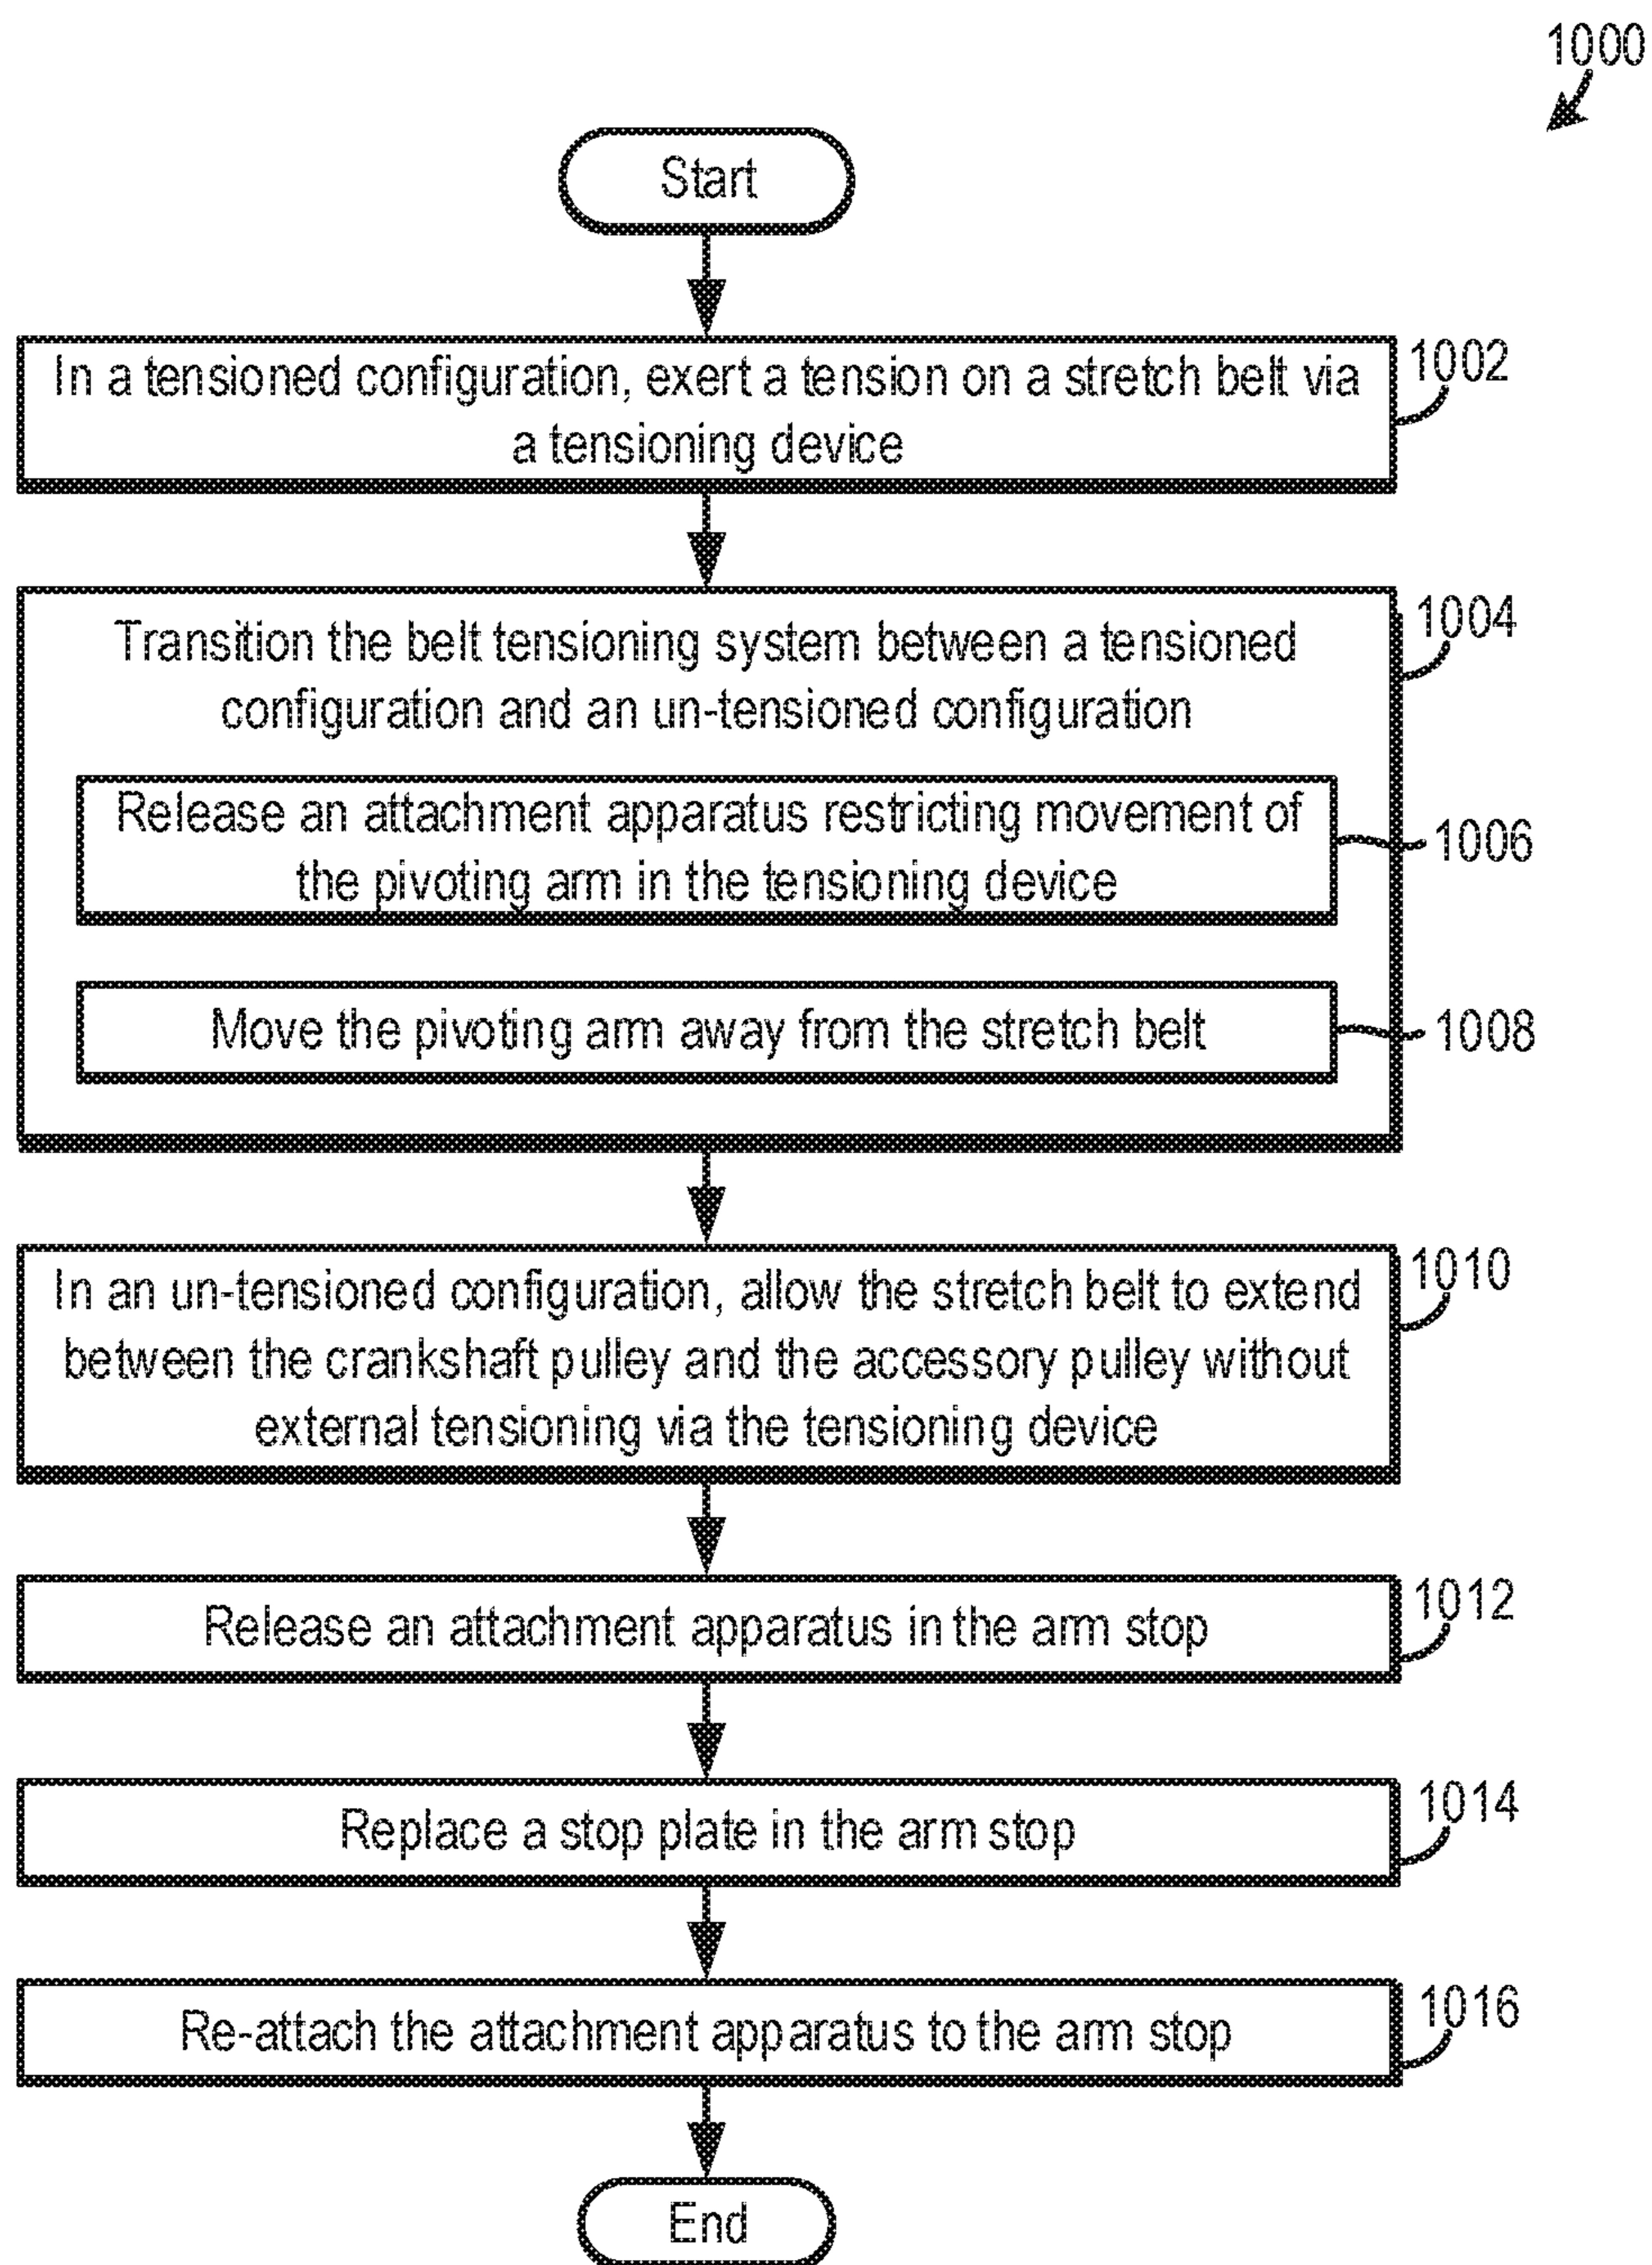 1000
Start
In a tensioned configuration, exert a tension on a stretch belt via
a tensioning device
1002
Transition the belt tensioning system between a tensioned
configuration and an un-tensioned configuration
1004
Release an attachment apparatus restricting movement of
the pivoting arm in the tensioning device
1006
Move the pivoting arm away from the stretch belt
1008
In an un-tensioned configuration, allow the stretch belt to extend
between the crankshaft pulley and the accessory pulley without
external tensioning via the tensioning device
1010
Release an attachment apparatus in the arm stop
1012
Replace a stop plate in the arm stop
1014
Re-attach the attachment apparatus to the arm stop
1016
End